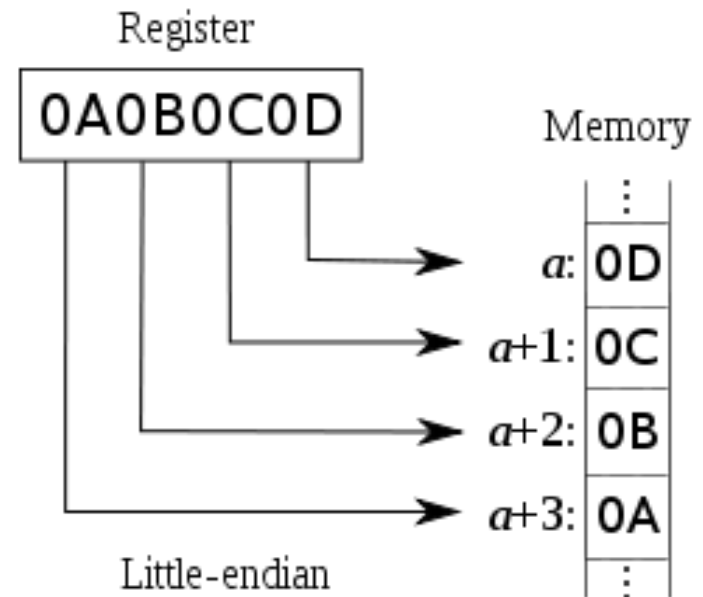 Register
0A0B0C0D
Memory
⋮
a: 0D
a+1: 0C
a+2: 0B
a+3: 0A
⋮
Little-endian